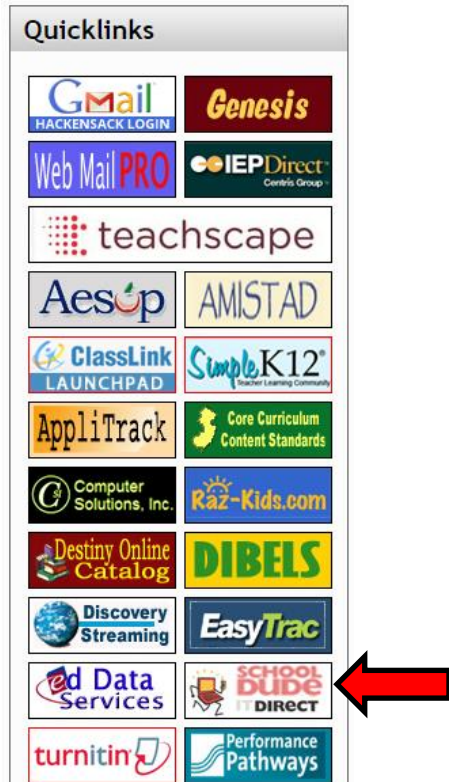 Quicklinks
Gmail
HACKENSACK LOGIN
Genesis
Web Mail PRO
IEPDirect
Centris Group
teachscape
Aesop
AMISTAD
ClassLink
LAUNCHPAD
SimpleK12®
Teacher Learning Community
AppliTrack
Core Curriculum
Content Standards
CSI
Computer
Solutions, Inc.
Raz-Kids.com
Destiny Online
Catalog
DIBELS
Discovery
Streaming
EasyTrac
ed Data
Services
SCHOOL
DUDE
ITDIRECT
turnitin
Performance
Pathways